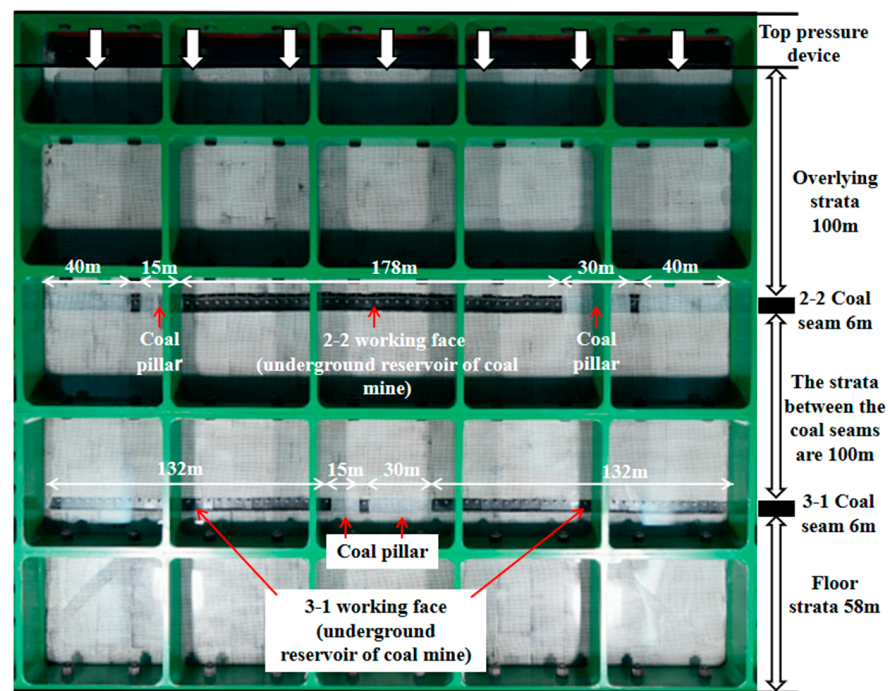 Top pressure
device
Overlying
strata
100m
40m
15m
178m
30m
40m
2-2 Coal
seam 6m
Coal
pillar
2-2 working face
(underground reservoir of coal
mine)
Coal
pillar
The strata
between the
coal seams
are 100m
132m
15m
30m
132m
3-1 Coal
seam 6m
Coal pillar
3-1 working face
(underground
reservoir of coal mine)
Floor
strata 58m